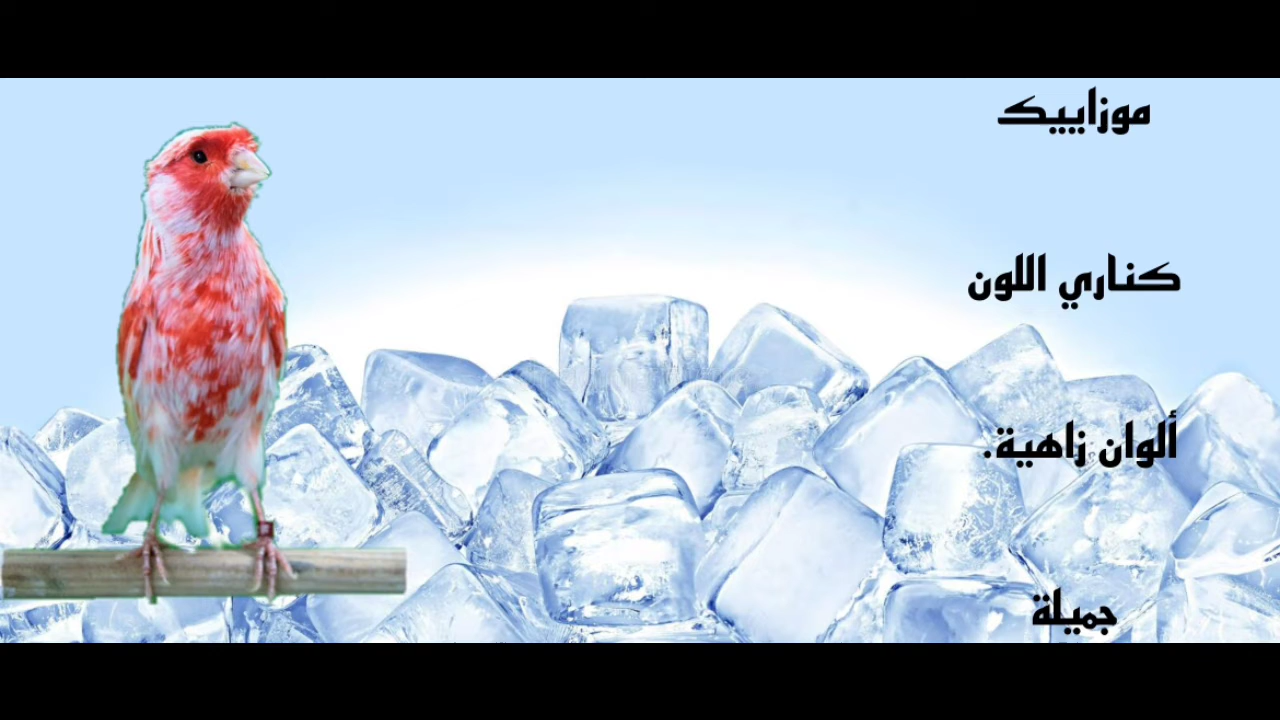 موزاييك
كناري اللون
ألوان زاهية.
جميلة